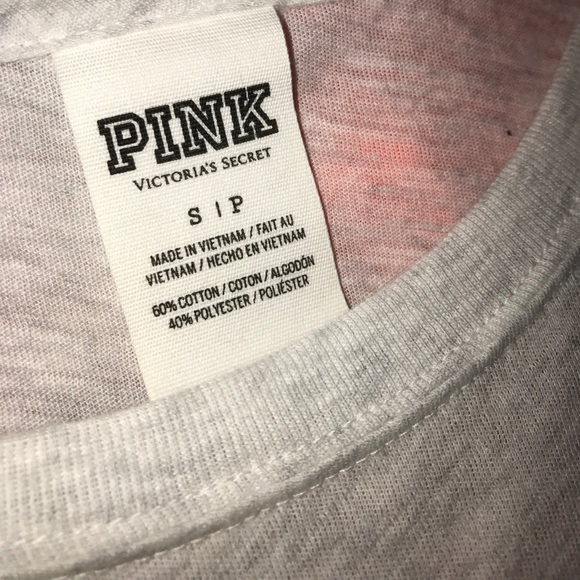 PINK
VICTORIA'S SECRET
S | P
MADE IN VIETNAM / FAIT AU
VIETNAM / HECHO EN VIETNAM
60% COTTON / COTON / ALGODÓN
40% POLYESTER / POLIÉSTER